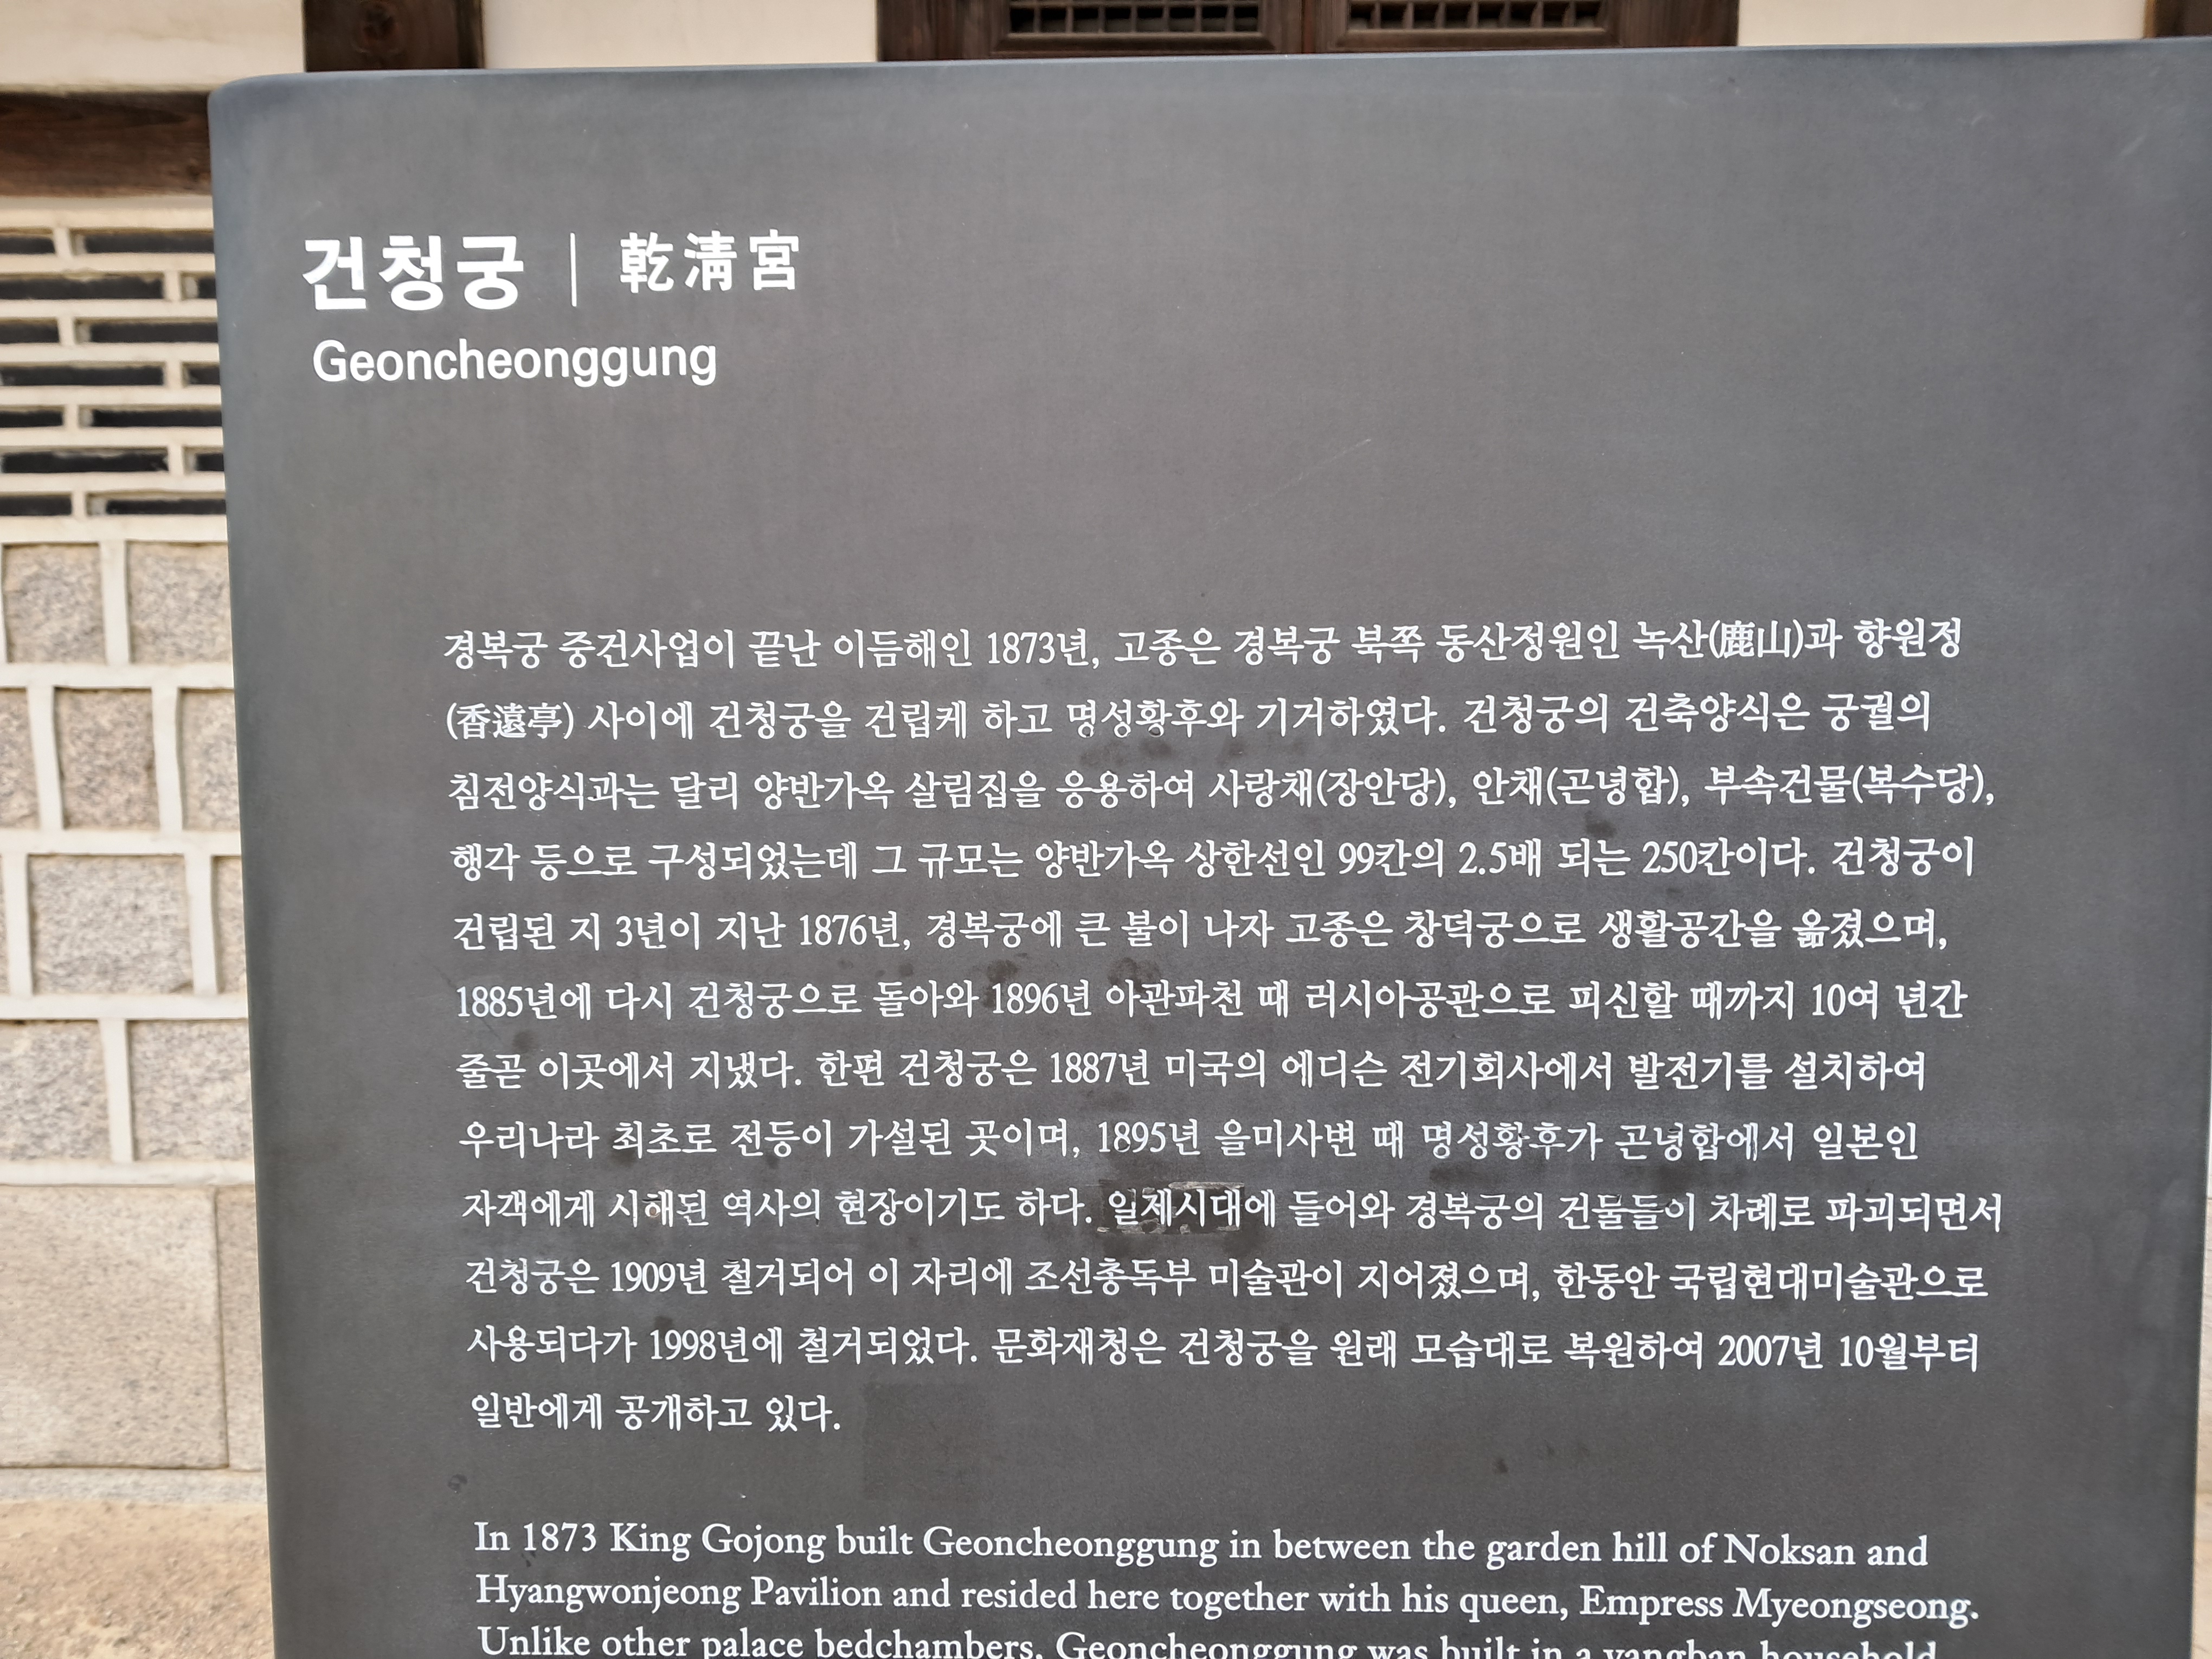 건청궁 | 乾淸宮
Geoncheonggung
경복궁 중건사업이 끝난 이듬해인 1873년, 고종은 경복궁 북쪽 동산정원인 녹산(鹿山)과 향원정
(香遠亭) 사이에 건청궁을 건립케 하고 명성황후와 기거하였다. 건청궁의 건축양식은 궁궐의
침전양식과는 달리 양반가옥 살림집을 응용하여 사랑채(장안당), 안채(곤녕합), 부속건물(복수당),
행각 등으로 구성되었는데 그 규모는 양반가옥 상한선인 99칸의 2.5배 되는 250칸이다. 건청궁이
건립된 지 3년이 지난 1876년, 경복궁에 큰 불이 나자 고종은 창덕궁으로 생활공간을 옮겼으며,
1885년에 다시 건청궁으로 돌아와 1896년 아관파천 때 러시아공관으로 피신할 때까지 10여 년간
줄곧 이곳에서 지냈다. 한편 건청궁은 1887년 미국의 에디슨 전기회사에서 발전기를 설치하여
우리나라 최초로 전등이 가설된 곳이며, 1895년 을미사변 때 명성황후가 곤녕합에서 일본인
자객에게 시해된 역사의 현장이기도 하다. 일제시대에 들어와 경복궁의 건물들이 차례로 파괴되면서
건청궁은 1909년 철거되어 이 자리에 조선총독부 미술관이 지어졌으며, 한동안 국립현대미술관으로
사용되다가 1998년에 철거되었다. 문화재청은 건청궁을 원래 모습대로 복원하여 2007년 10월부터
일반에게 공개하고 있다.
In 1873 King Gojong built Geoncheonggung in between the garden hill of Noksan and
Hyangwonjeong Pavilion and resided here together with his queen, Empress Myeongseong.
Unlike other palace bedchambers, Geoncheonggung was built in a yangban household